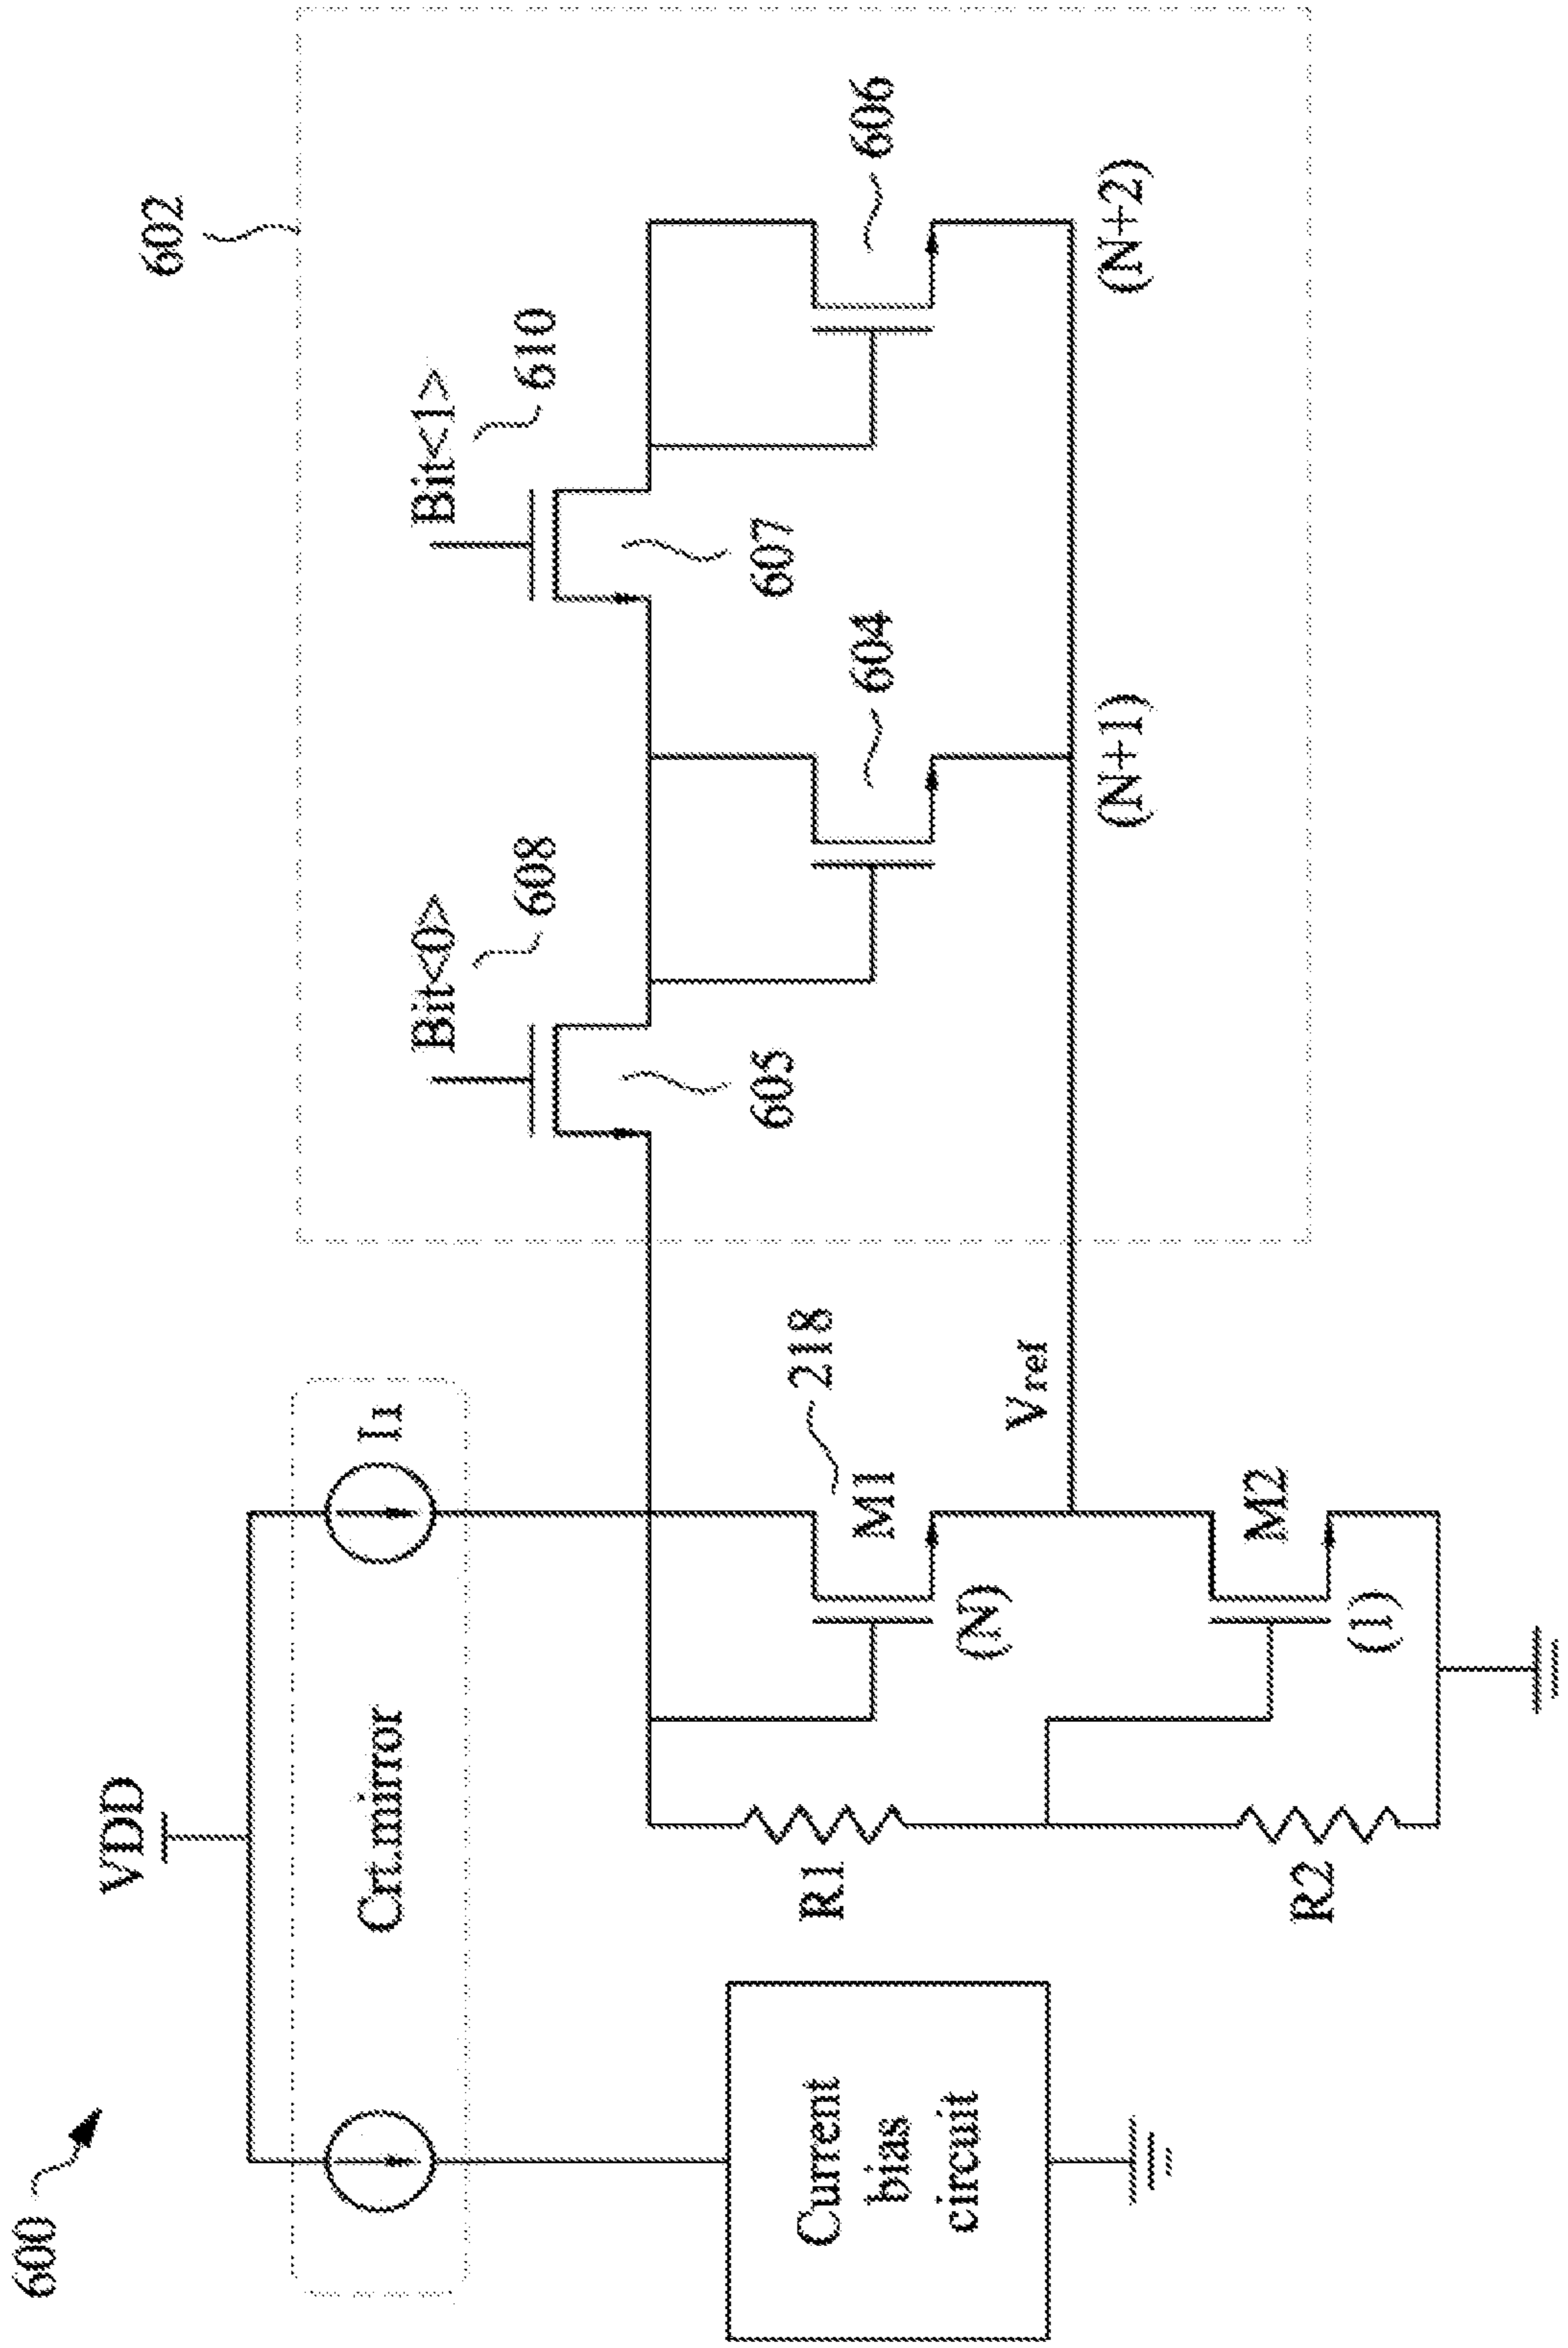 600
VDD
602
Crt.mirror
I1
Bit<0>
608
Bit<1>
610
605
607
Current
bias
circuit
R1
M1
218
604
606
(N)
Vref
(N+1)
(N+2)
R2
M2
(1)